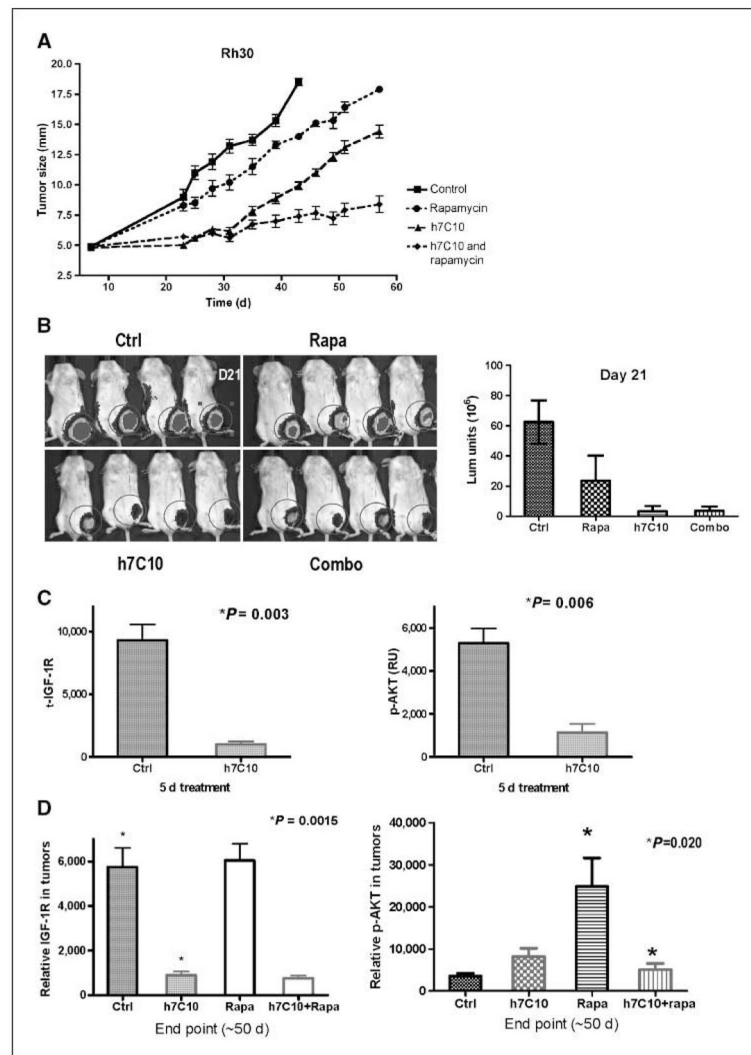 A
Rh30
20.0
17.5
15.0
12.5
10.0
7.5
5.0
2.5
Tumor size (mm)
10 20 30 40 50 60
Time (d)
Control
Rapamycin
h7C10
h7C10 and
rapamycin
B
Ctrl Rapa
D21
h7C10 Combo
Day 21
100
80
60
40
20
0
Lum units (10⁶)
Ctrl Rapa h7C10 Combo
C
*P = 0.003
10,000
5,000
0
t-IGF-1R
Ctrl h7C10
5 d treatment
*P = 0.006
6,000
4,000
2,000
0
p-AKT (RU)
Ctrl h7C10
5 d treatment
D
*P = 0.0015
6,000
4,000
2,000
0
Relative IGF-1R in tumors
* *
Ctrl h7C10 Rapa h7C10+Rapa
End point (~50 d)
*P=0.020
40,000
30,000
20,000
10,000
0
Relative p-AKT in tumors
* *
Ctrl h7C10 Rapa h7C10+rapa
End point (~50 d)